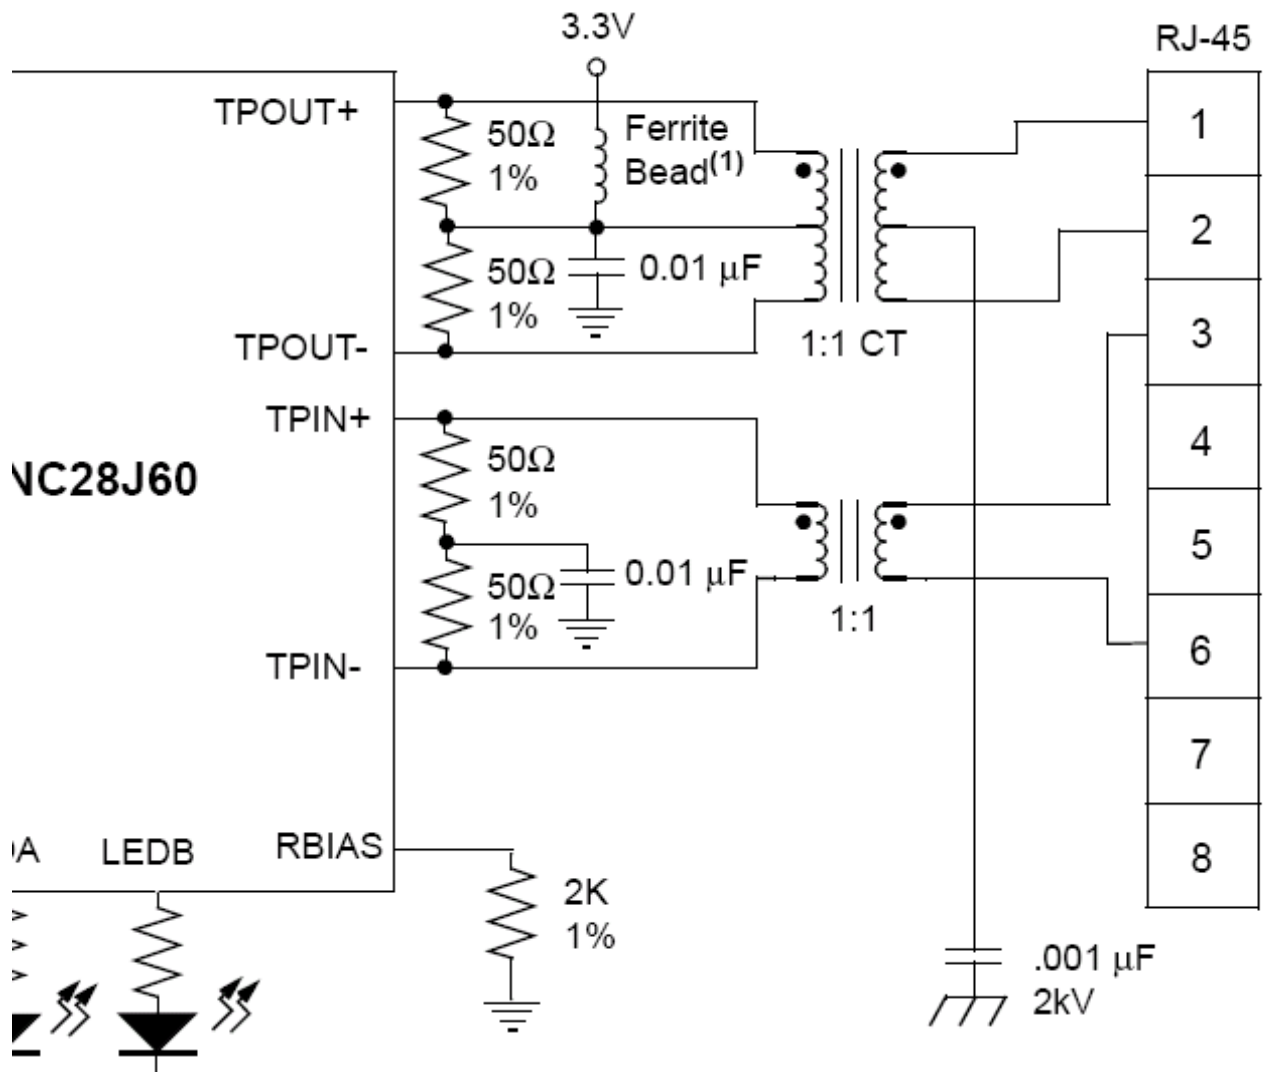 3.3V
RJ-45
TPOUT+
50Ω
1%
Ferrite
Bead(1)
1
2
50Ω
1%
0.01 µF
TPOUT-
1:1 CT
3
TPIN+
4
NC28J60
50Ω
1%
5
50Ω
1%
0.01 µF
1:1
6
TPIN-
7
DA
LEDB
RBIAS
8
2K
1%
.001 µF
2kV